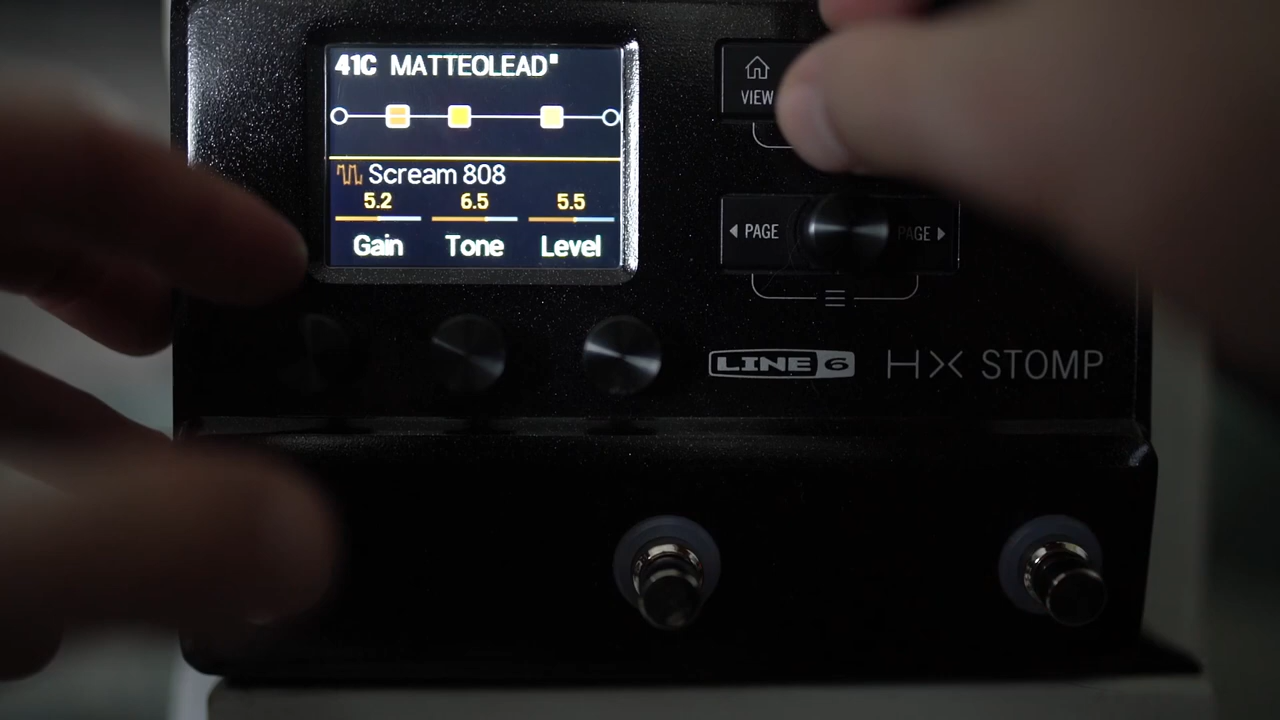 41C MATTEOLEAD
Scream 808
5.2 6.5 5.5
Gain Tone Level
VIEW
PAGE PAGE
LINE 6 HX STOMP